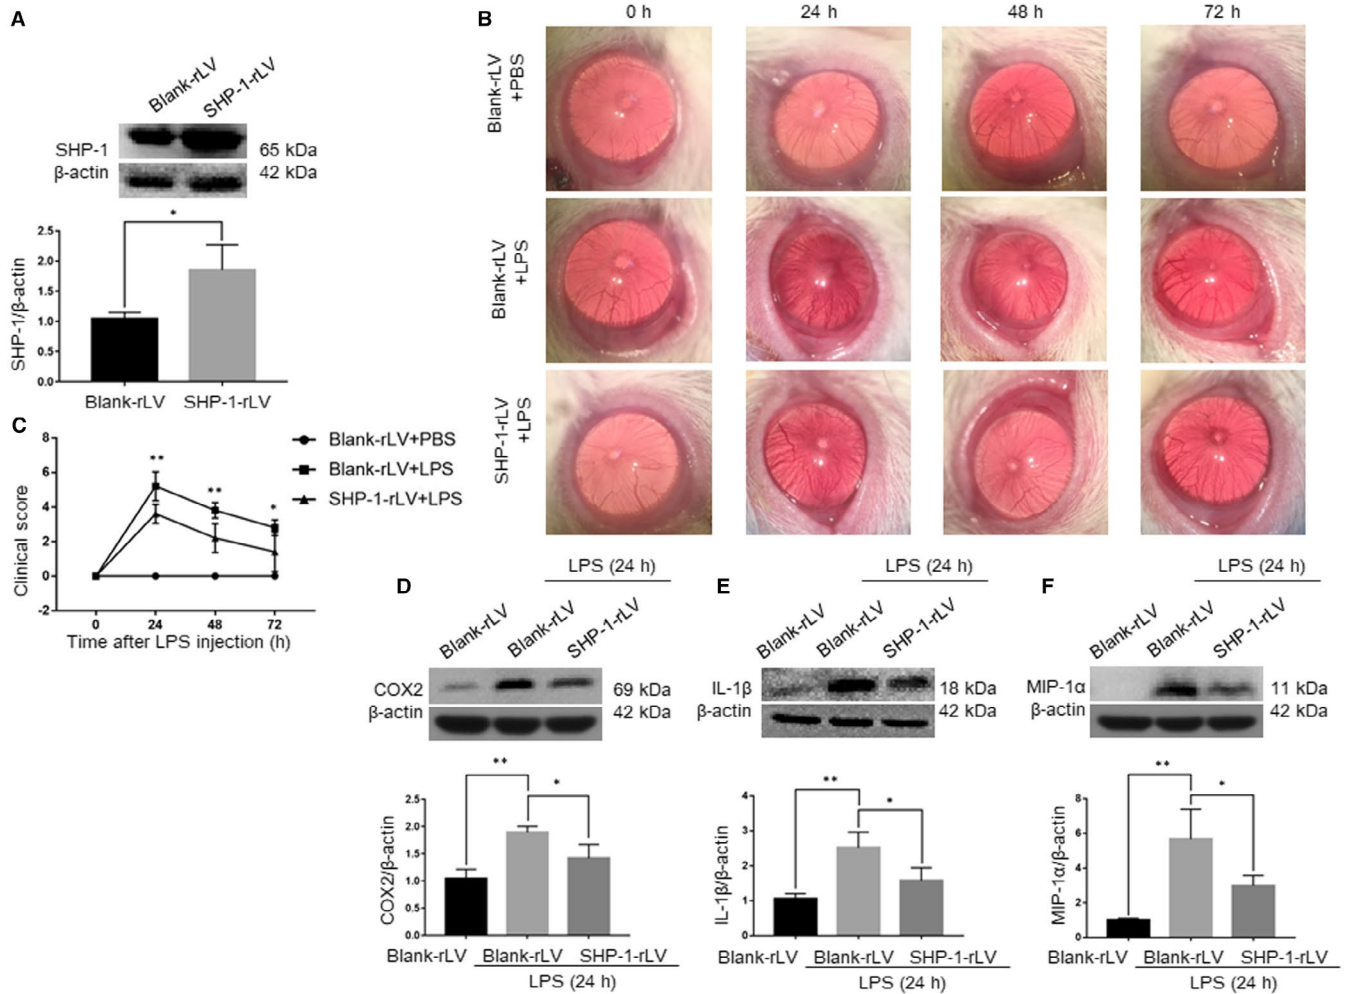 A
Blank-rLV
SHP-1-rLV
SHP-1
65 kDa
β-actin
42 kDa
*
2.5
2.0
1.5
1.0
0.5
0.0
SHP-1/β-actin
Blank-rLV
SHP-1-rLV
B
0 h
24 h
48 h
72 h
Blank-rLV
+PBS
Blank-rLV
+LPS
SHP-1-rLV
+LPS
C
8
6
4
2
0
-2
Clinical score
**
**
*
0
24
48
72
Time after LPS injection (h)
Blank-rLV+PBS
Blank-rLV+LPS
SHP-1-rLV+LPS
D
LPS (24 h)
Blank-rLV
Blank-rLV
SHP-1-rLV
COX2
69 kDa
β-actin
42 kDa
**
*
2.5
2.0
1.5
1.0
0.5
0.0
COX2/β-actin
Blank-rLV
Blank-rLV
SHP-1-rLV
LPS (24 h)
E
LPS (24 h)
Blank-rLV
Blank-rLV
SHP-1-rLV
IL-1β
18 kDa
β-actin
42 kDa
**
*
4
3
2
1
0
IL-1β/β-actin
Blank-rLV
Blank-rLV
SHP-1-rLV
LPS (24 h)
F
LPS (24 h)
Blank-rLV
Blank-rLV
SHP-1-rLV
MIP-1α
11 kDa
β-actin
42 kDa
**
*
8
6
4
2
0
MIP-1α/β-actin
Blank-rLV
Blank-rLV
SHP-1-rLV
LPS (24 h)